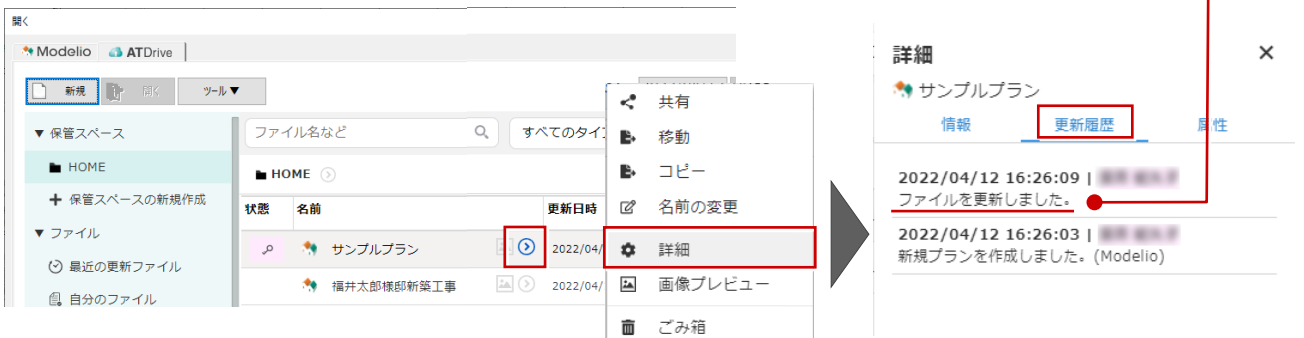 開く
Modelio ATDrive
新規 開く ツール▼
▼ 保管スペース
HOME
+ 保管スペースの新規作成
▼ ファイル
最近の更新ファイル
自分のファイル
ファイル名など
すべてのタイ
HOME
状態 名前 更新日時
サンプルプラン 2022/04/
福井太郎様邸新築工事 2022/04/
共有
移動
コピー
名前の変更
詳細
画像プレビュー
ごみ箱
詳細 ×
サンプルプラン
情報 更新履歴 属性
2022/04/12 16:26:09 |
ファイルを更新しました。
2022/04/12 16:26:03 |
新規プランを作成しました。(Modelio)